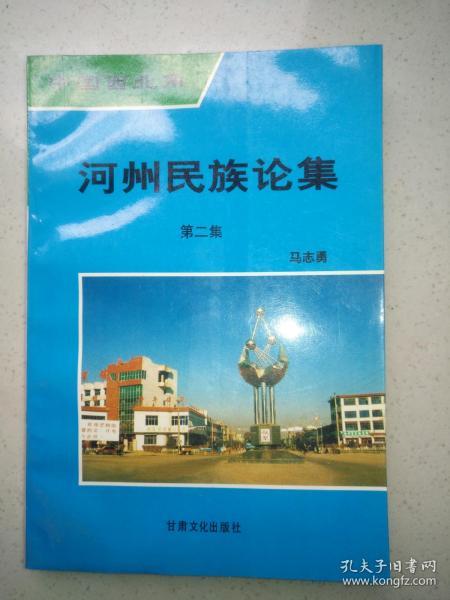 河州民族论集
第二集
马志勇
甘肃文化出版社
孔夫子旧书网
www.kongfz.com